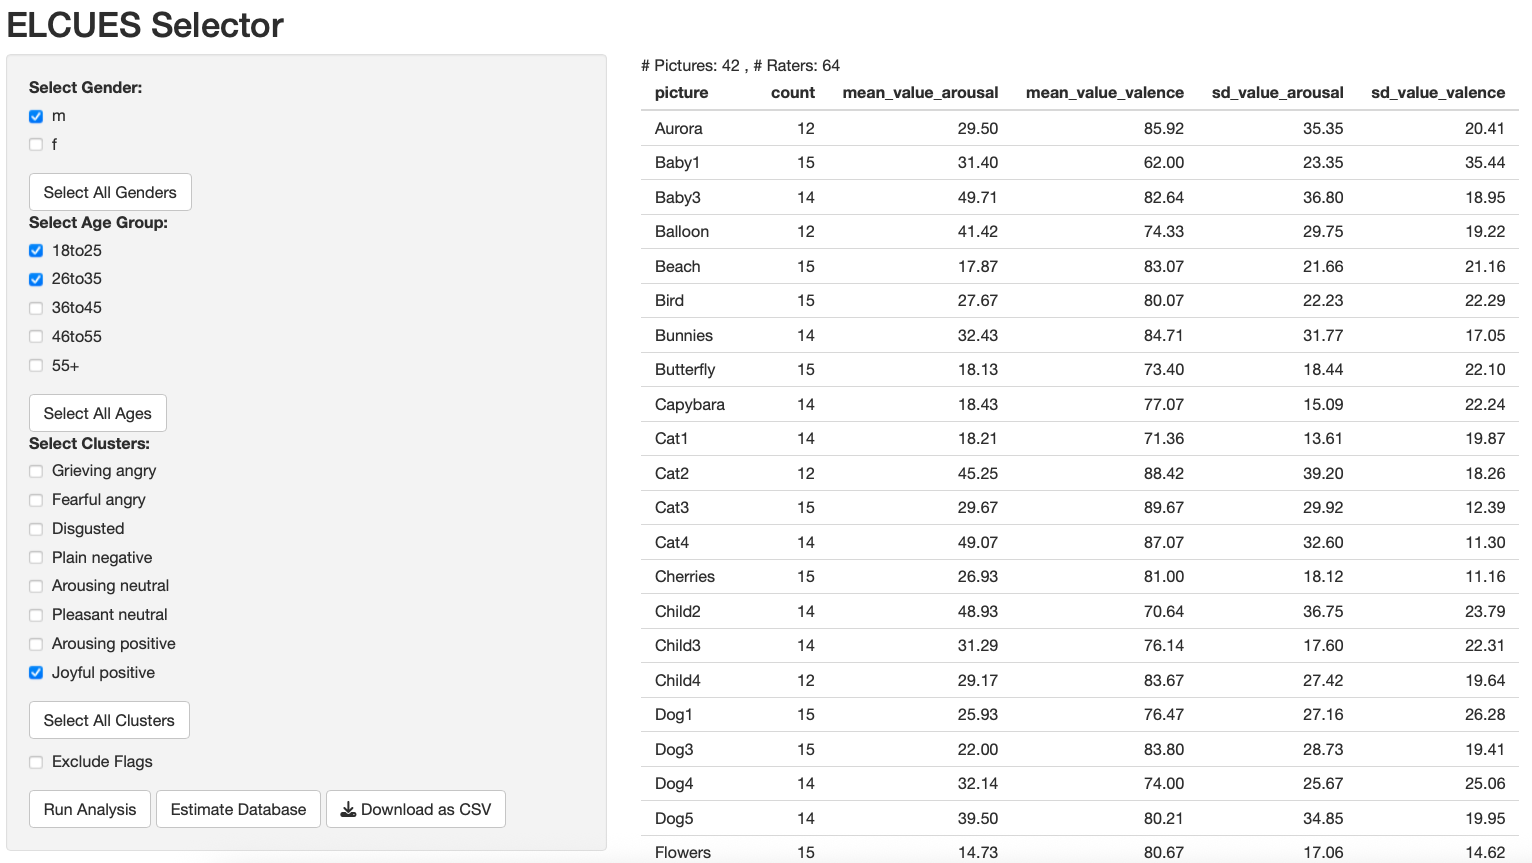 ELCUES Selector
Select Gender:
m
f
Select All Genders
Select Age Group:
18to25
26to35
36to45
46to55
55+
Select All Ages
Select Clusters:
Grieving angry
Fearful angry
Disgusted
Plain negative
Arousing neutral
Pleasant neutral
Arousing positive
Joyful positive
Select All Clusters
Exclude Flags
Run Analysis Estimate Database Download as CSV
# Pictures: 42 , # Raters: 64
picture count mean_value_arousal mean_value_valence sd_value_arousal sd_value_valence
Aurora 12 29.50 85.92 35.35 20.41
Baby1 15 31.40 62.00 23.35 35.44
Baby3 14 49.71 82.64 36.80 18.95
Balloon 12 41.42 74.33 29.75 19.22
Beach 15 17.87 83.07 21.66 21.16
Bird 15 27.67 80.07 22.23 22.29
Bunnies 14 32.43 84.71 31.77 17.05
Butterfly 15 18.13 73.40 18.44 22.10
Capybara 14 18.43 77.07 15.09 22.24
Cat1 14 18.21 71.36 13.61 19.87
Cat2 12 45.25 88.42 39.20 18.26
Cat3 15 29.67 89.67 29.92 12.39
Cat4 14 49.07 87.07 32.60 11.30
Cherries 15 26.93 81.00 18.12 11.16
Child2 14 48.93 70.64 36.75 23.79
Child3 14 31.29 76.14 17.60 22.31
Child4 12 29.17 83.67 27.42 19.64
Dog1 15 25.93 76.47 27.16 26.28
Dog3 15 22.00 83.80 28.73 19.41
Dog4 14 32.14 74.00 25.67 25.06
Dog5 14 39.50 80.21 34.85 19.95
Flowers 15 14.73 80.67 17.06 14.62